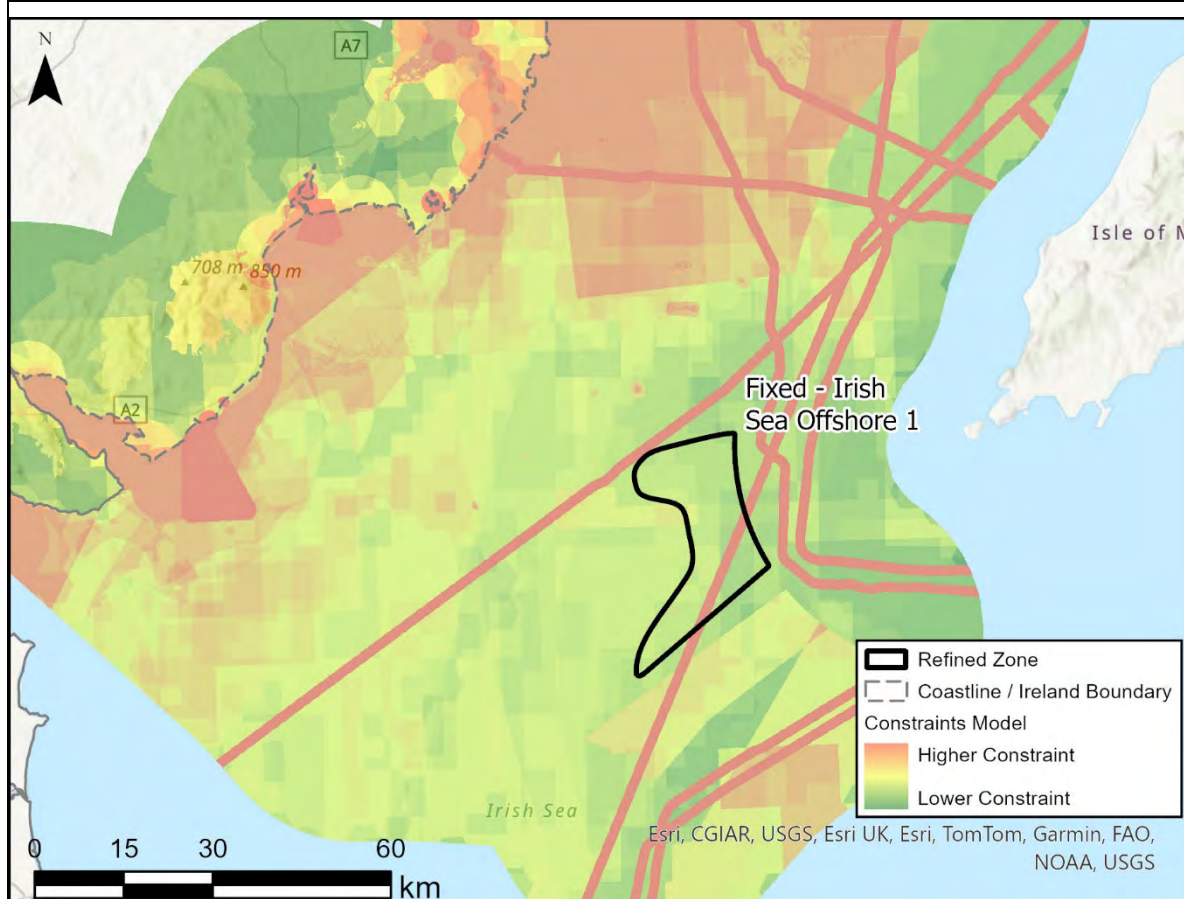 N
A7
Isle of M
708 m 850 m
A2
Fixed - Irish
Sea Offshore 1
Refined Zone
Coastline / Ireland Boundary
Constraints Model
Higher Constraint
Lower Constraint
Irish Sea
Esri, CGIAR, USGS, Esri UK, Esri, TomTom, Garmin, FAO,
NOAA, USGS
0 15 30 60
km